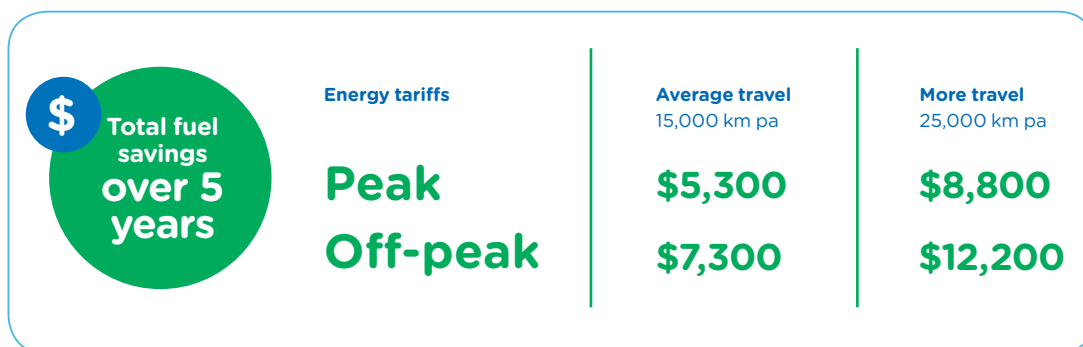 $
Total fuel
savings
over 5
years
Energy tariffs
Average travel
15,000 km pa
More travel
25,000 km pa
Peak
$5,300
$8,800
Off-peak
$7,300
$12,200